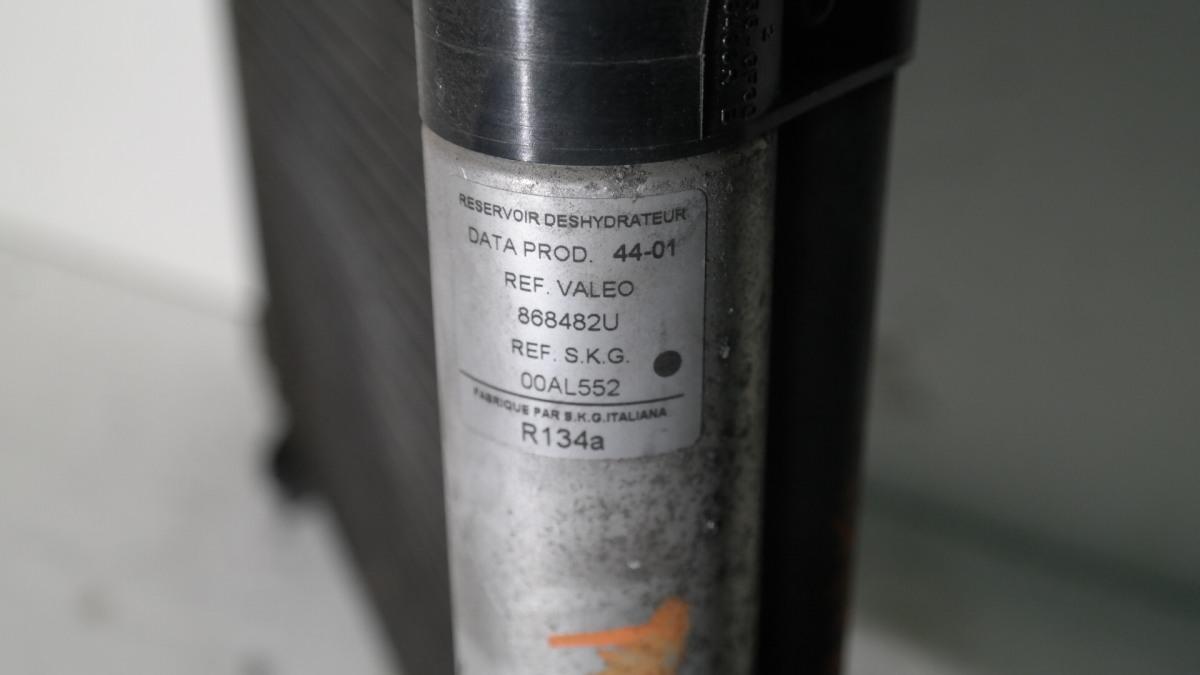 RESERVOIR DESHYDRATEUR
DATA PROD. 44-01
REF. VALEO
868482U
REF. S.K.G.
00AL552
FABRIQUE PAR S.K.G.ITALIANA
R134a